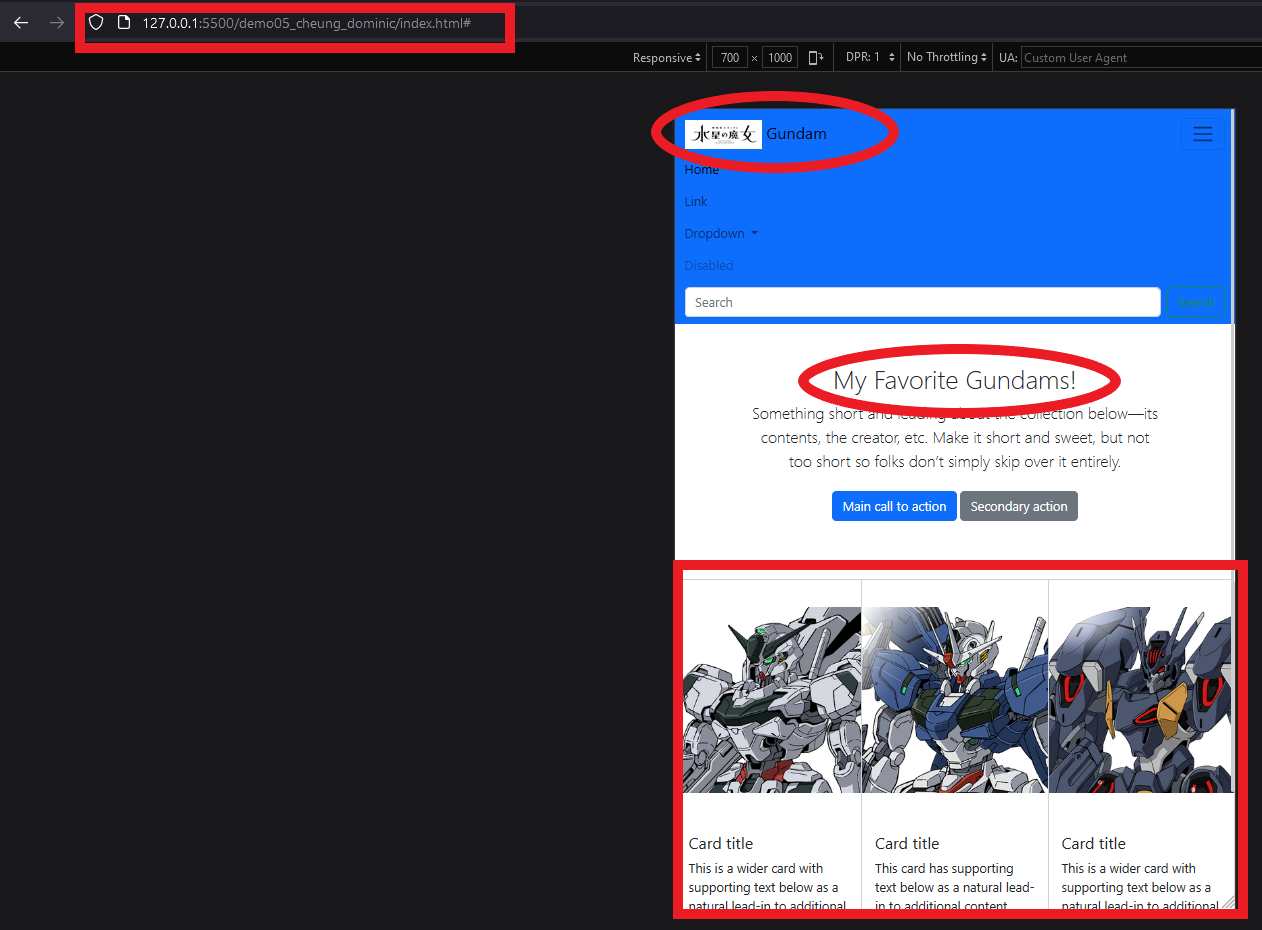 127.0.0.1:5500/demo05_cheung_dominic/index.html#
Responsive 700 × 1000 DPR: 1 No Throttling UA: Custom User Agent
水星の魔女 Gundam
Home
Link
Dropdown
Disabled
Search Search
My Favorite Gundams!
Something short and leading about the collection below—its
contents, the creator, etc. Make it short and sweet, but not
too short so folks don't simply skip over it entirely.
Main call to action Secondary action
Card title
This is a wider card with
supporting text below as a
natural lead-in to additional
Card title
This card has supporting
text below as a natural lead-
in to additional content.
Card title
This is a wider card with
supporting text below as a
natural lead-in to additional